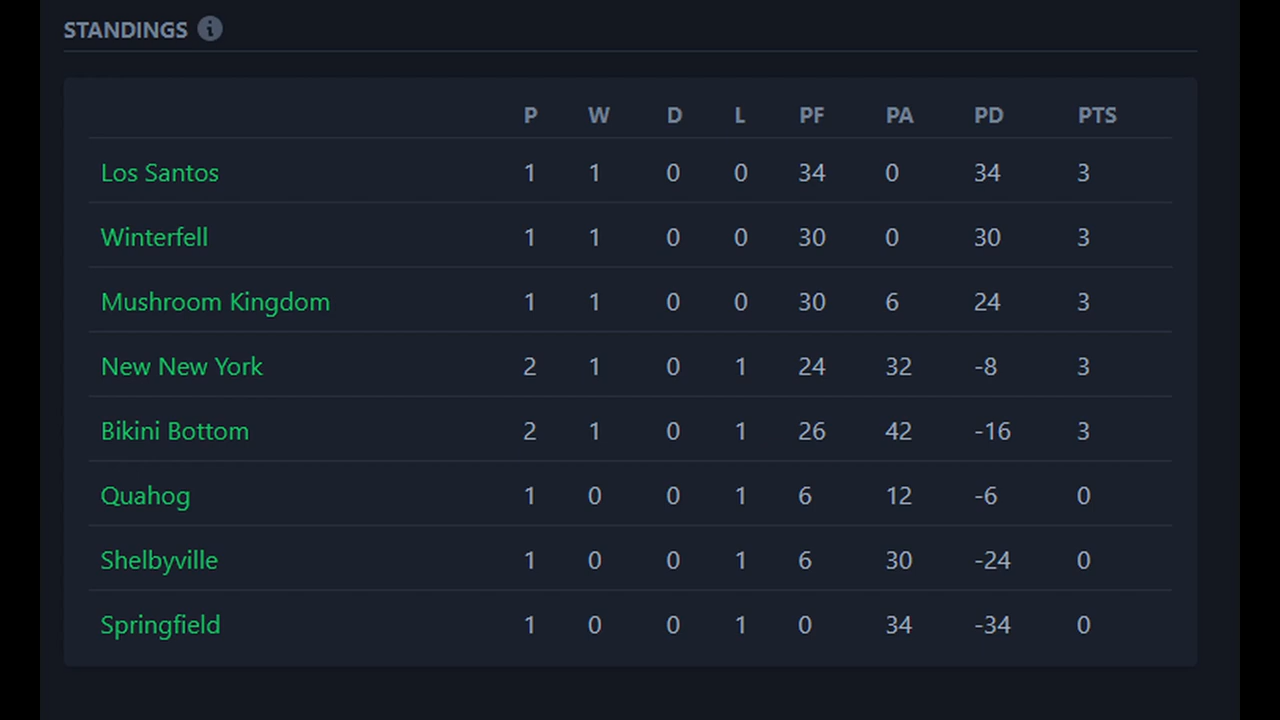 STANDINGS
P W D L PF PA PD PTS
Los Santos 1 1 0 0 34 0 34 3
Winterfell 1 1 0 0 30 0 30 3
Mushroom Kingdom 1 1 0 0 30 6 24 3
New New York 2 1 0 1 24 32 -8 3
Bikini Bottom 2 1 0 1 26 42 -16 3
Quahog 1 0 0 1 6 12 -6 0
Shelbyville 1 0 0 1 6 30 -24 0
Springfield 1 0 0 1 0 34 -34 0